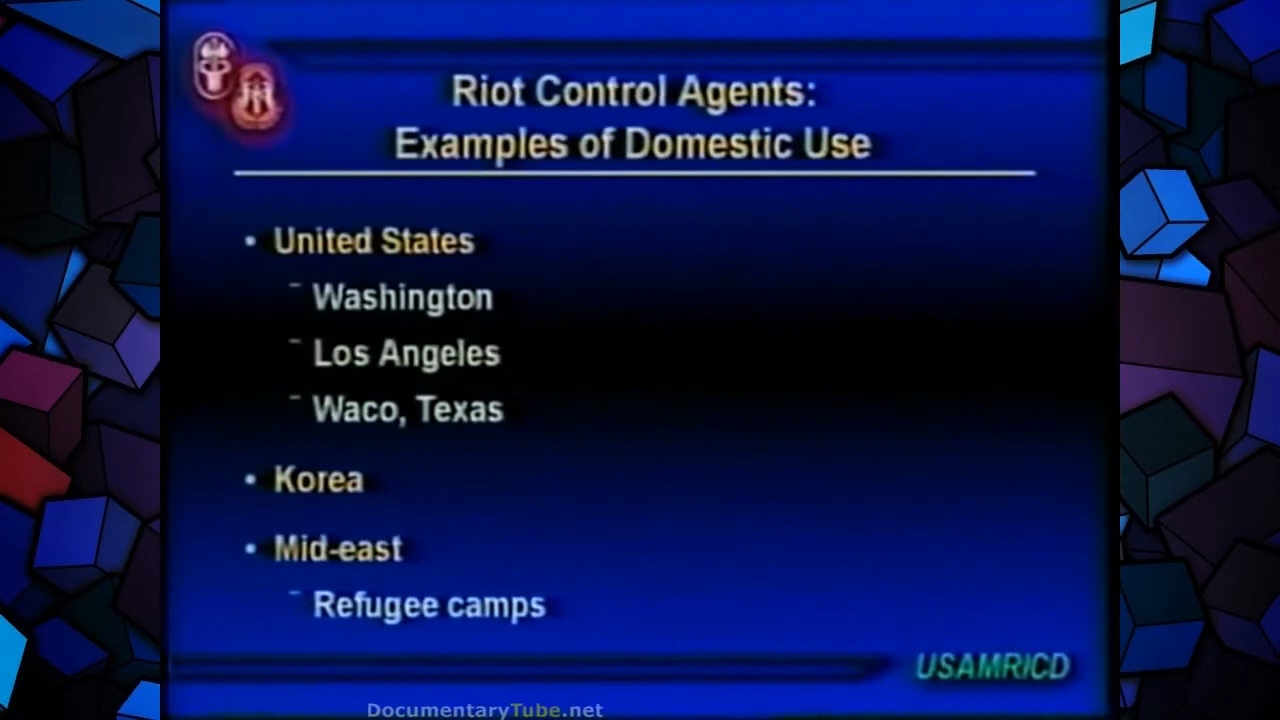 Riot Control Agents:
Examples of Domestic Use
• United States
- Washington
- Los Angeles
- Waco, Texas
• Korea
• Mid-east
- Refugee camps
USAMRICD
DocumentaryTube.net